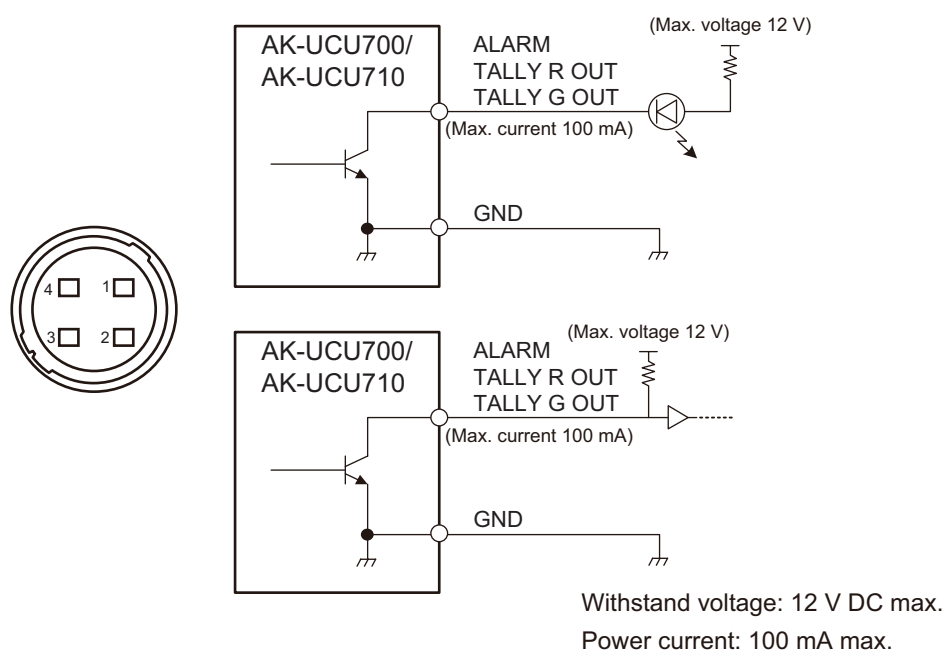 (Max. voltage 12 V)
AK-UCU700/
AK-UCU710
ALARM
TALLY R OUT
TALLY G OUT
(Max. current 100 mA)
GND
4 1
3 2
(Max. voltage 12 V)
AK-UCU700/
AK-UCU710
ALARM
TALLY R OUT
TALLY G OUT
(Max. current 100 mA)
GND
Withstand voltage: 12 V DC max.
Power current: 100 mA max.